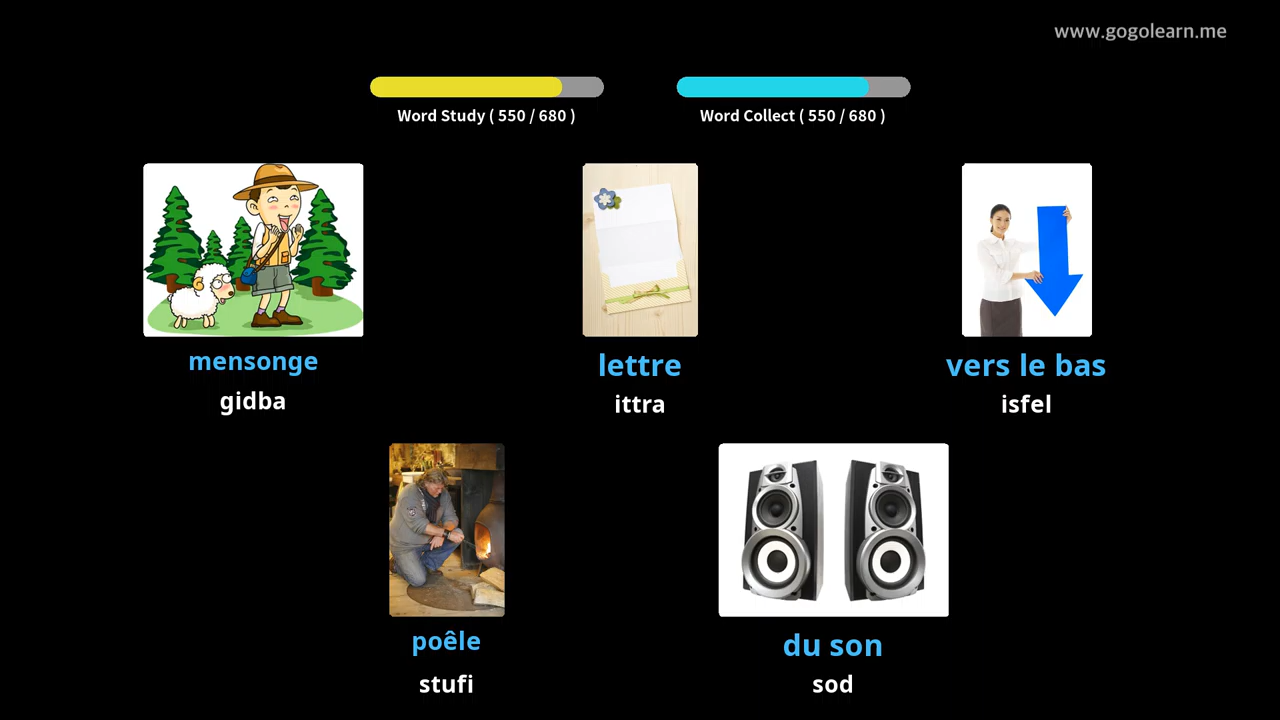 www.gogolearn.me
Word Study ( 550 / 680 )
Word Collect ( 550 / 680 )
mensonge
gidba
lettre
ittra
vers le bas
isfel
poêle
stufi
du son
sod